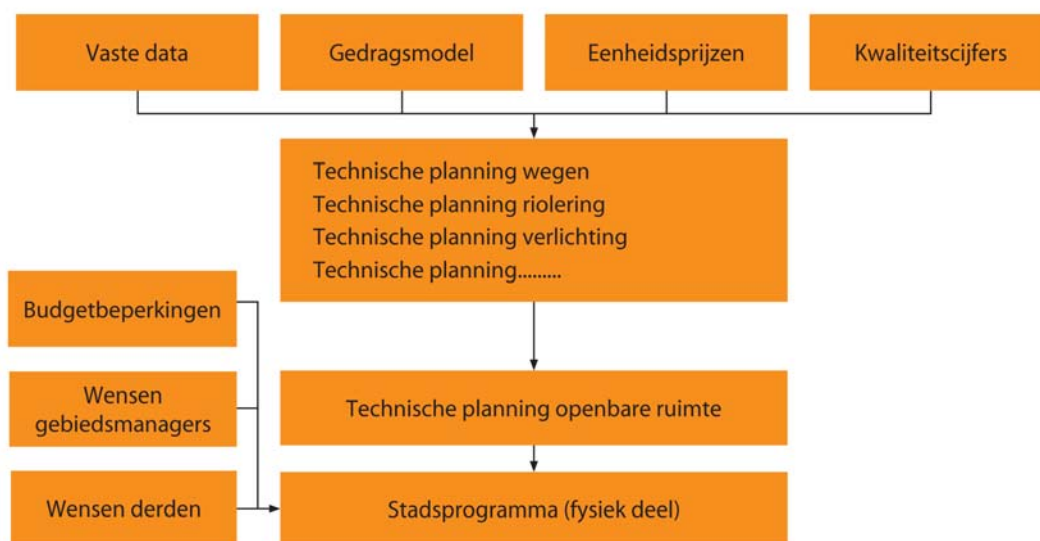 Vaste data
Gedragsmodel
Eenheidsprijzen
Kwaliteitscijfers
Technische planning wegen
Technische planning riolering
Technische planning verlichting
Technische planning.........
Budgetbeperkingen
Wensen
gebiedsmanagers
Technische planning openbare ruimte
Wensen derden
Stadsprogramma (fysiek deel)